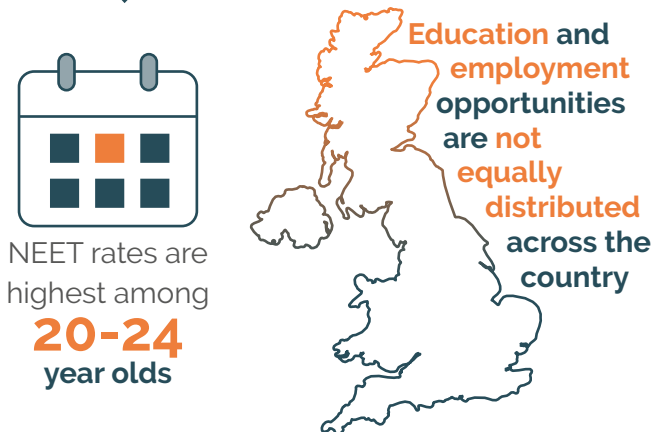 NEET rates are
highest among
20-24
year olds
Education and
employment
opportunities
are not
equally
distributed
across the
country